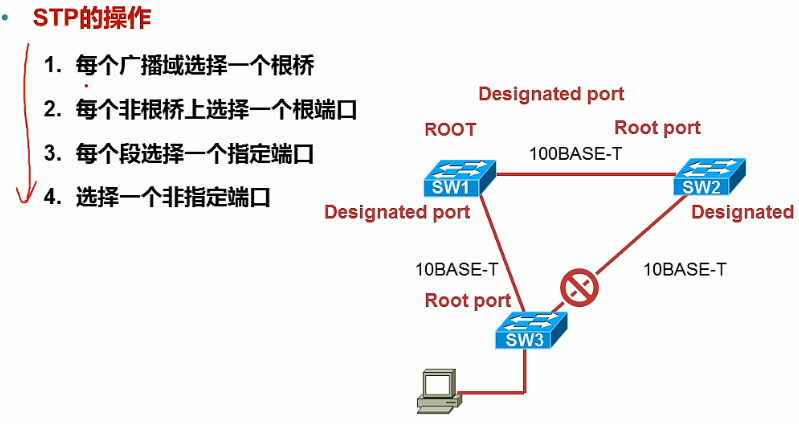 • STP的操作
1. 每个广播域选择一个根桥
2. 每个非根桥上选择一个根端口
3. 每个段选择一个指定端口
4. 选择一个非指定端口
Designated port
ROOT
Root port
100BASE-T
SW1
SW2
Designated port
Designated
10BASE-T
10BASE-T
Root port
SW3